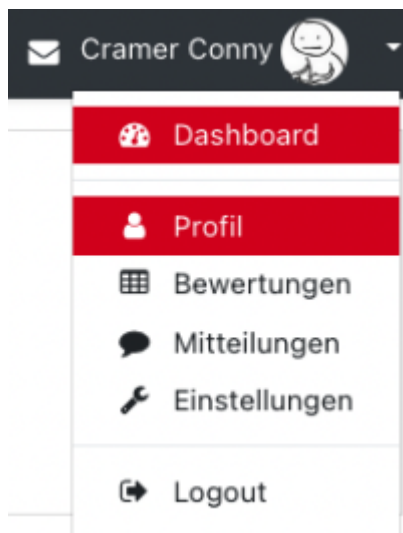 Cramer Conny
Dashboard
Profil
Bewertungen
Mitteilungen
Einstellungen
Logout